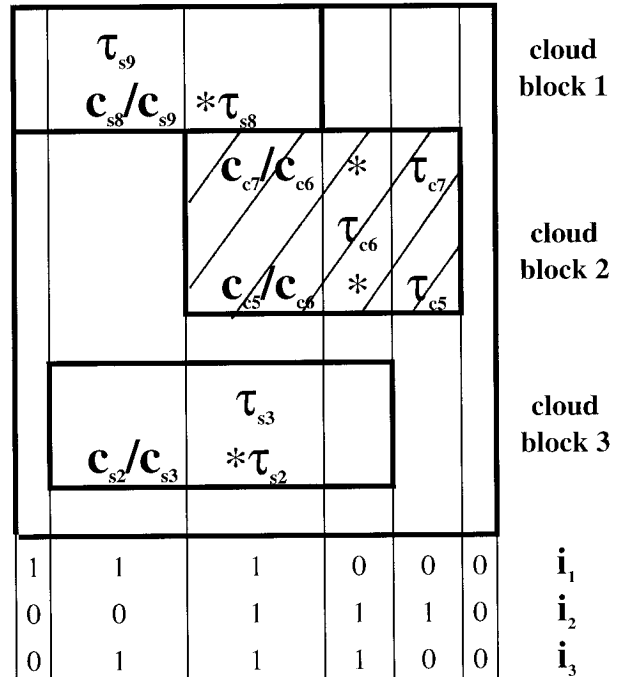 τs9
cloud
block 1
cs8/cs9 *τs8
cc7/cc6 * τc7
τc6
cloud
block 2
cc5/cc6 * τc5
τs3
cloud
block 3
cs2/cs3 *τs2
1 1 1 0 0 0 i1
0 0 1 1 1 0 i2
0 1 1 1 0 0 i3